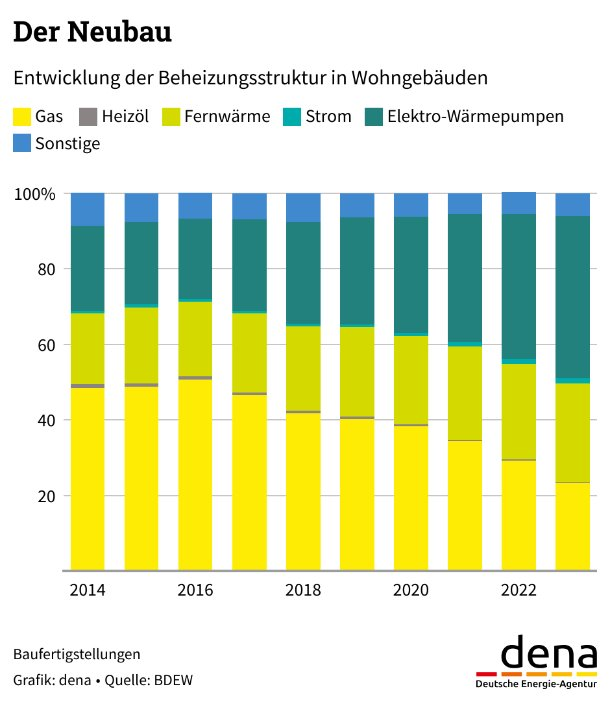 Der Neubau
Entwicklung der Beheizungsstruktur in Wohngebäuden
Gas Heizöl Fernwärme Strom Elektro-Wärmepumpen
Sonstige
100%
80
60
40
20
2014 2016 2018 2020 2022
Baufertigstellungen
Grafik: dena • Quelle: BDEW
dena
Deutsche Energie-Agentur